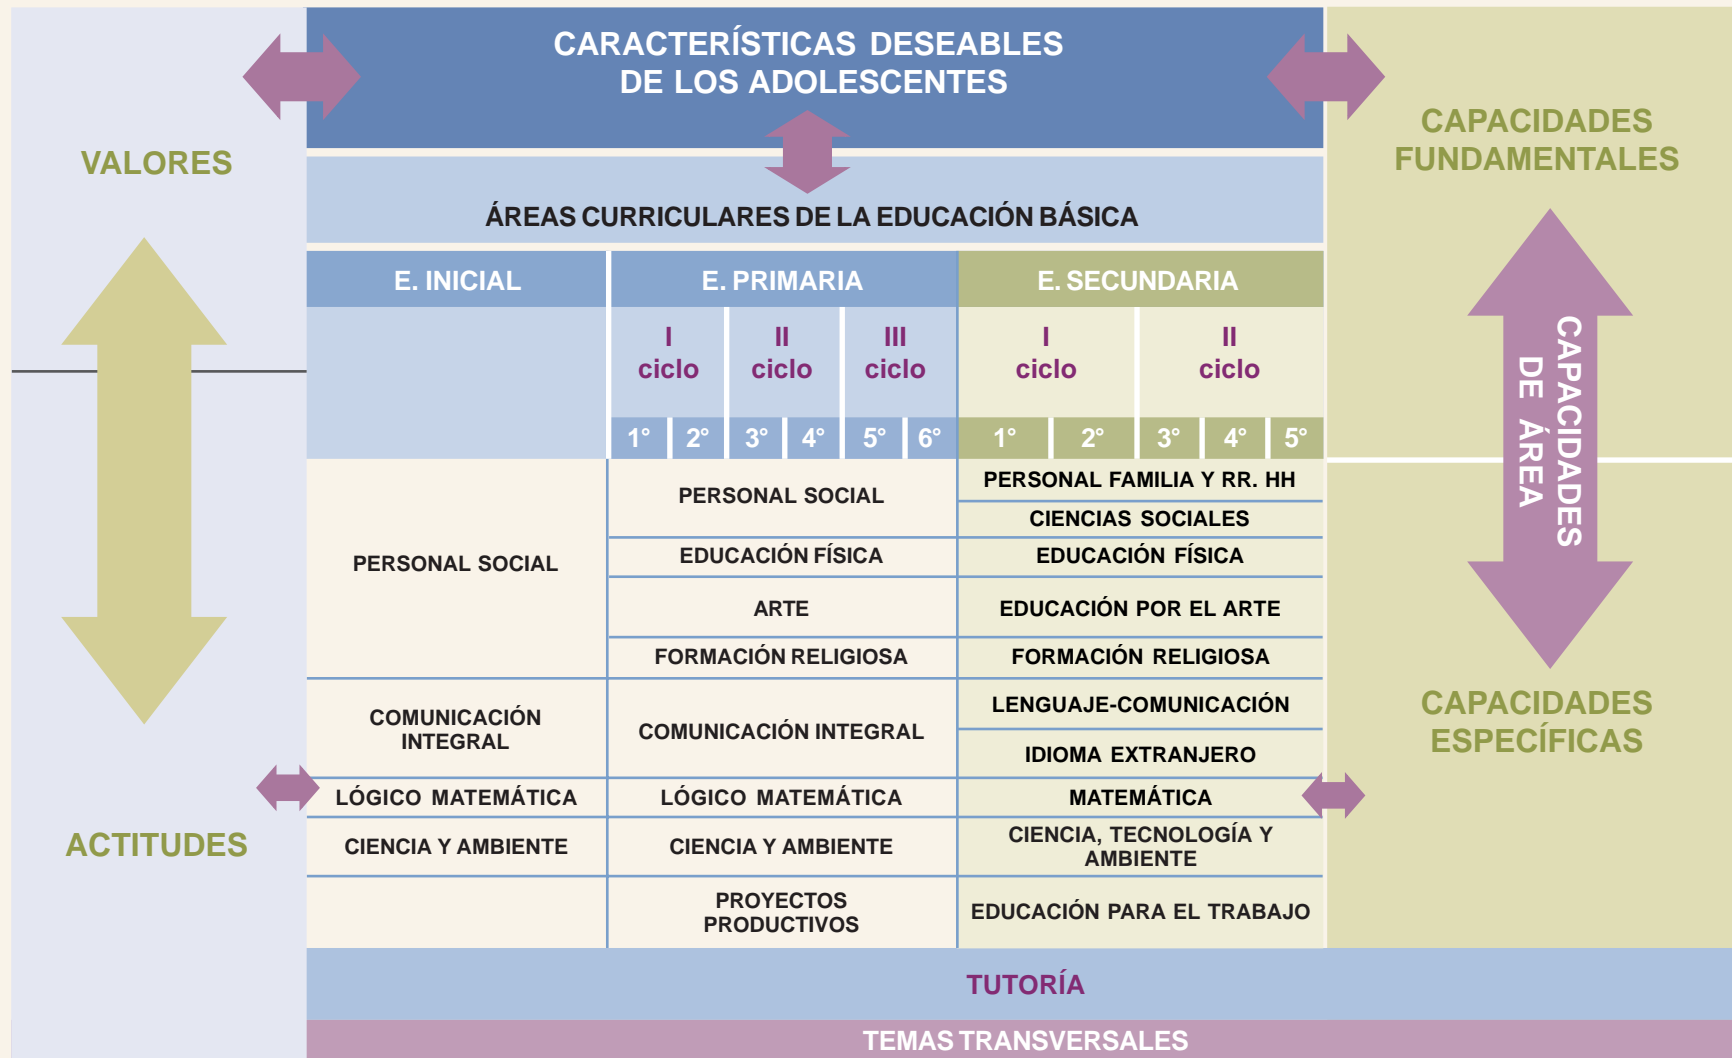 CARACTERÍSTICAS DESEABLES
DE LOS ADOLESCENTES
VALORES
CAPACIDADES
FUNDAMENTALES
ÁREAS CURRICULARES DE LA EDUCACIÓN BÁSICA
E. INICIAL
E. PRIMARIA
E. SECUNDARIA
I
ciclo
II
ciclo
III
ciclo
I
ciclo
II
ciclo
1° 2° 3° 4° 5° 6°
1° 2° 3° 4° 5°
CAPACIDADES
DE ÁREA
PERSONAL SOCIAL
PERSONAL SOCIAL
PERSONAL FAMILIA Y RR. HH
CIENCIAS SOCIALES
EDUCACIÓN FÍSICA
EDUCACIÓN FÍSICA
ARTE
EDUCACIÓN POR EL ARTE
FORMACIÓN RELIGIOSA
FORMACIÓN RELIGIOSA
COMUNICACIÓN
INTEGRAL
COMUNICACIÓN INTEGRAL
LENGUAJE-COMUNICACIÓN
IDIOMA EXTRANJERO
CAPACIDADES
ESPECÍFICAS
LÓGICO MATEMÁTICA
LÓGICO MATEMÁTICA
MATEMÁTICA
ACTITUDES
CIENCIA Y AMBIENTE
CIENCIA Y AMBIENTE
CIENCIA, TECNOLOGÍA Y
AMBIENTE
PROYECTOS
PRODUCTIVOS
EDUCACIÓN PARA EL TRABAJO
TUTORÍA
TEMAS TRANSVERSALES